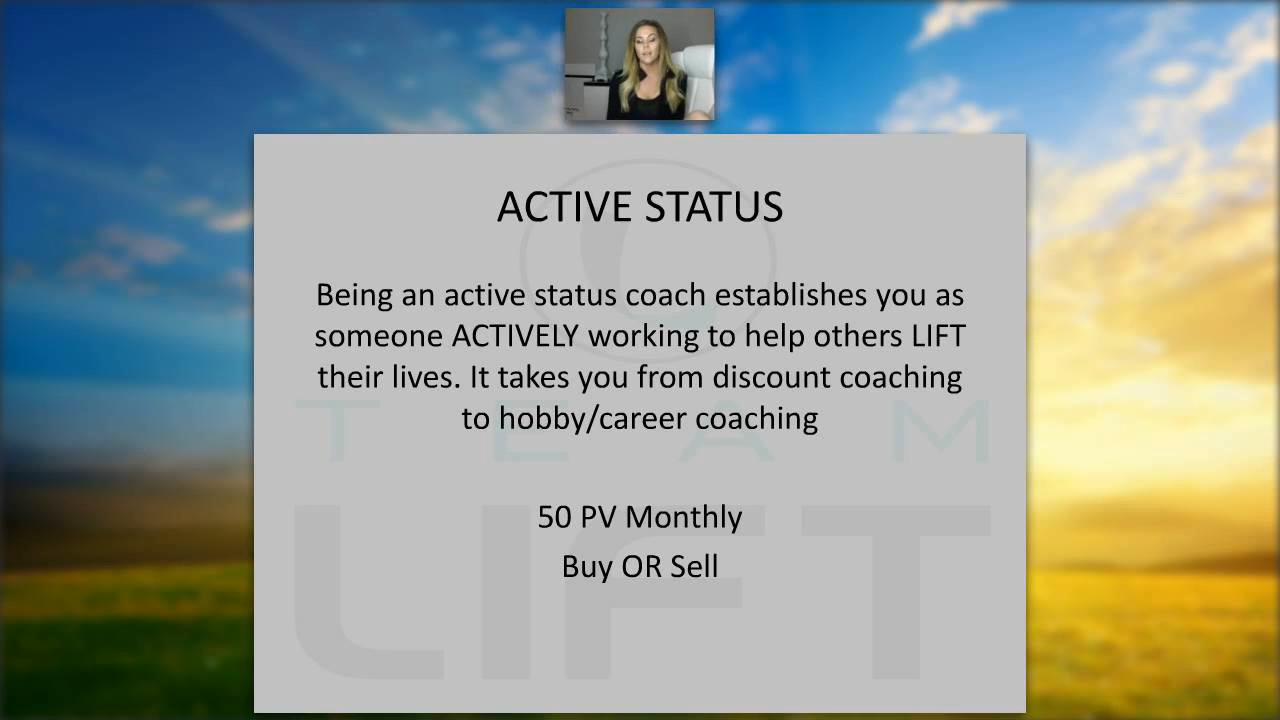 ACTIVE STATUS
Being an active status coach establishes you as
someone ACTIVELY working to help others LIFT
their lives. It takes you from discount coaching
to hobby/career coaching
T E A M
LIFT
50 PV Monthly
Buy OR Sell